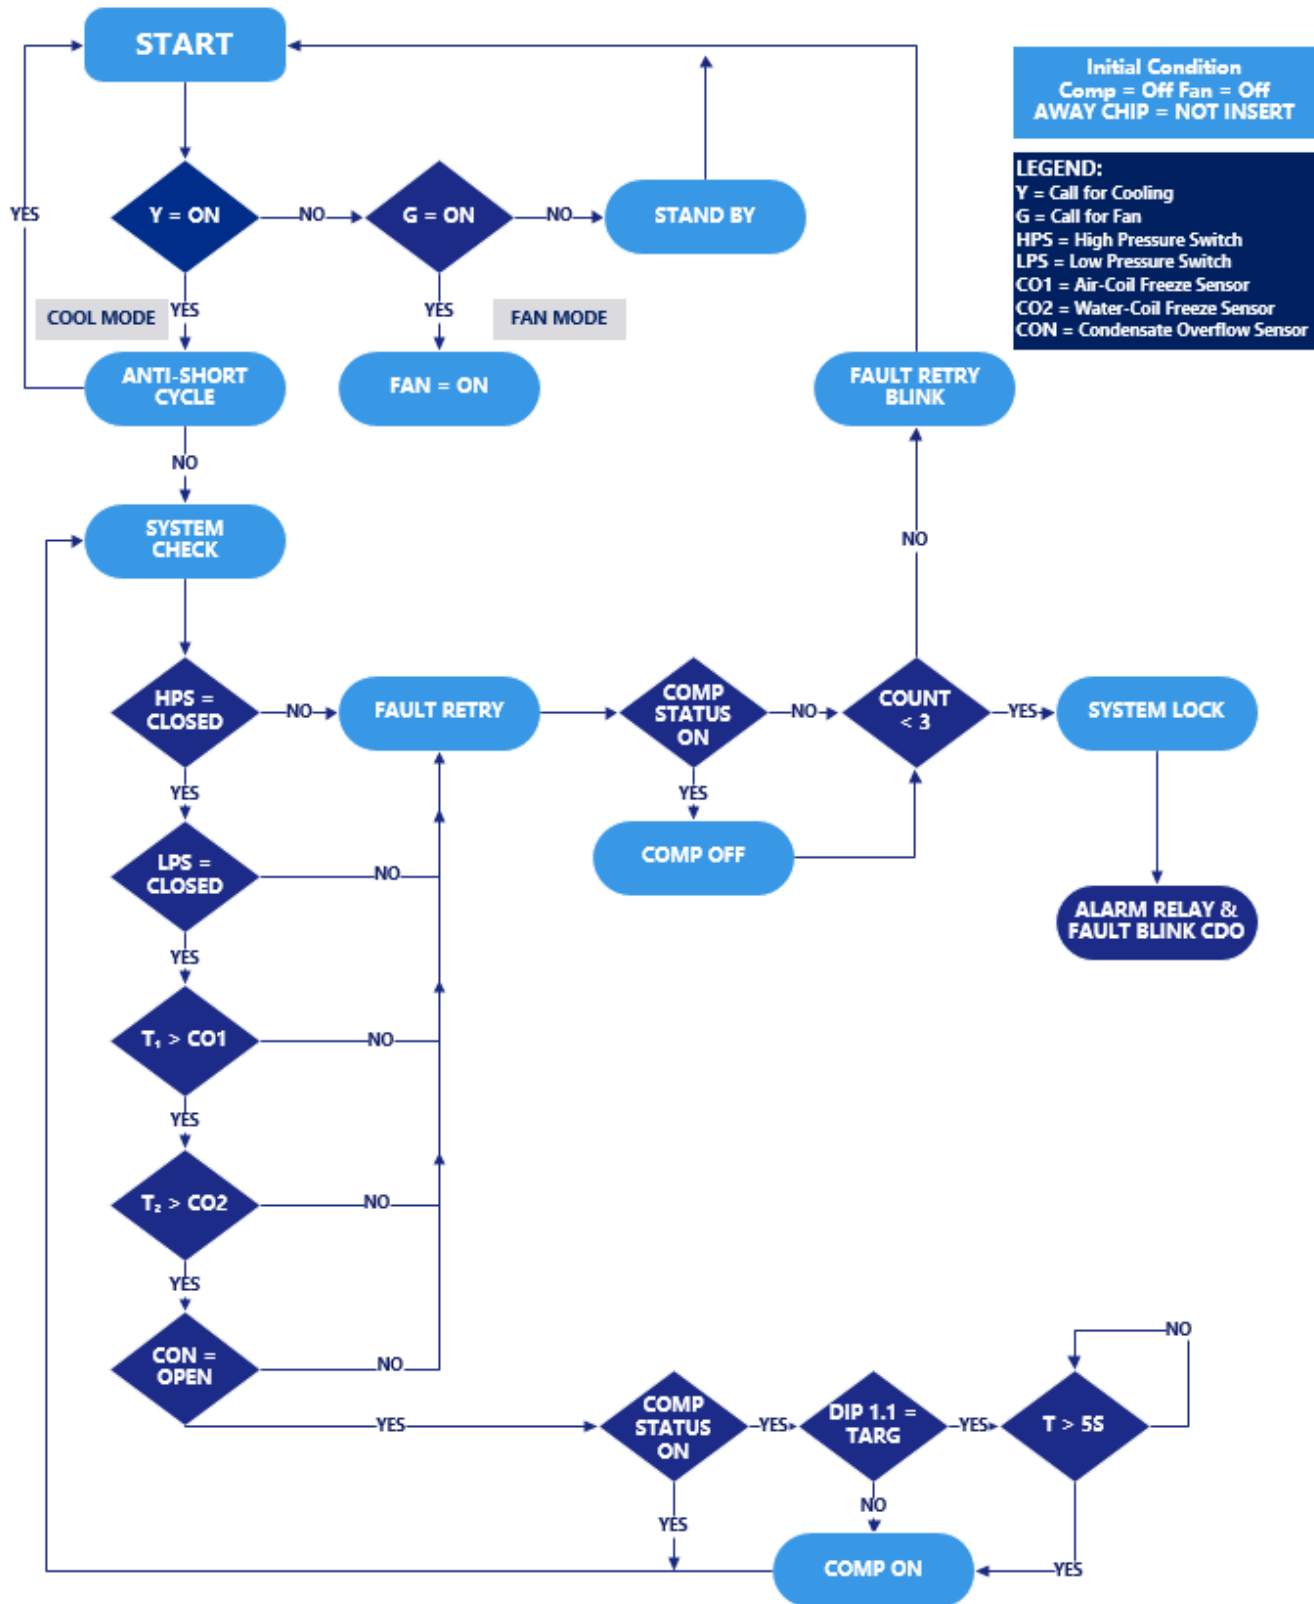 START
Initial Condition
Comp = Off Fan = Off
AWAY CHIP = NOT INSERT
LEGEND:
Y = Call for Cooling
G = Call for Fan
HPS = High Pressure Switch
LPS = Low Pressure Switch
CO1 = Air-Coil Freeze Sensor
CO2 = Water-Coil Freeze Sensor
CON = Condensate Overflow Sensor
YES
Y = ON
NO
G = ON
NO
STAND BY
COOL MODE
YES
YES
FAN MODE
ANTI-SHORT
CYCLE
FAN = ON
FAULT RETRY
BLINK
NO
SYSTEM
CHECK
NO
HPS =
CLOSED
NO
FAULT RETRY
COMP
STATUS
ON
NO
COUNT
< 3
YES
SYSTEM LOCK
YES
YES
LPS =
CLOSED
NO
COMP OFF
ALARM RELAY &
FAULT BLINK CDO
YES
T₁ > CO1
NO
YES
T₂ > CO2
NO
YES
CON =
OPEN
NO
NO
YES
COMP
STATUS
ON
YES
DIP 1.1 =
TARG
YES
T > 5S
YES
NO
COMP ON
YES